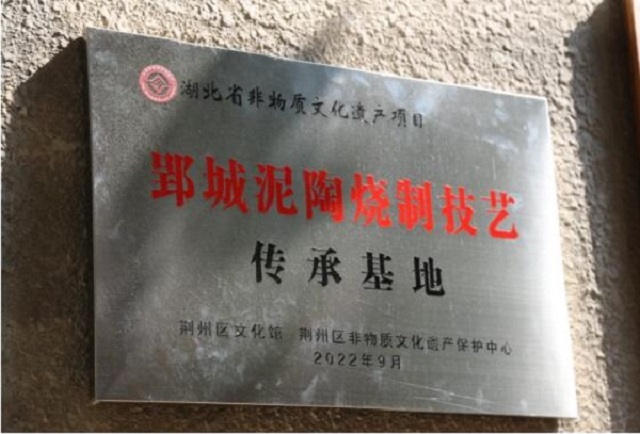 湖北省非物质文化遗产项目
郢城泥陶烧制技艺
传承基地
荆州区文化馆 荆州区非物质文化遗产保护中心
2022年9月